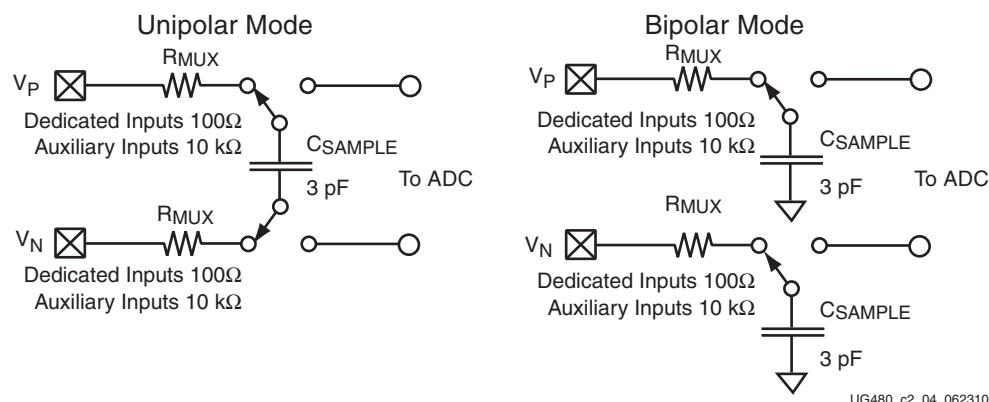 Unipolar Mode
RMUX
VP
Dedicated Inputs 100Ω
Auxiliary Inputs 10 kΩ
CSAMPLE
3 pF
To ADC
RMUX
VN
Dedicated Inputs 100Ω
Auxiliary Inputs 10 kΩ
Bipolar Mode
RMUX
VP
Dedicated Inputs 100Ω
Auxiliary Inputs 10 kΩ
CSAMPLE
3 pF
To ADC
RMUX
VN
Dedicated Inputs 100Ω
Auxiliary Inputs 10 kΩ
CSAMPLE
3 pF
UG480_c2_04_062310